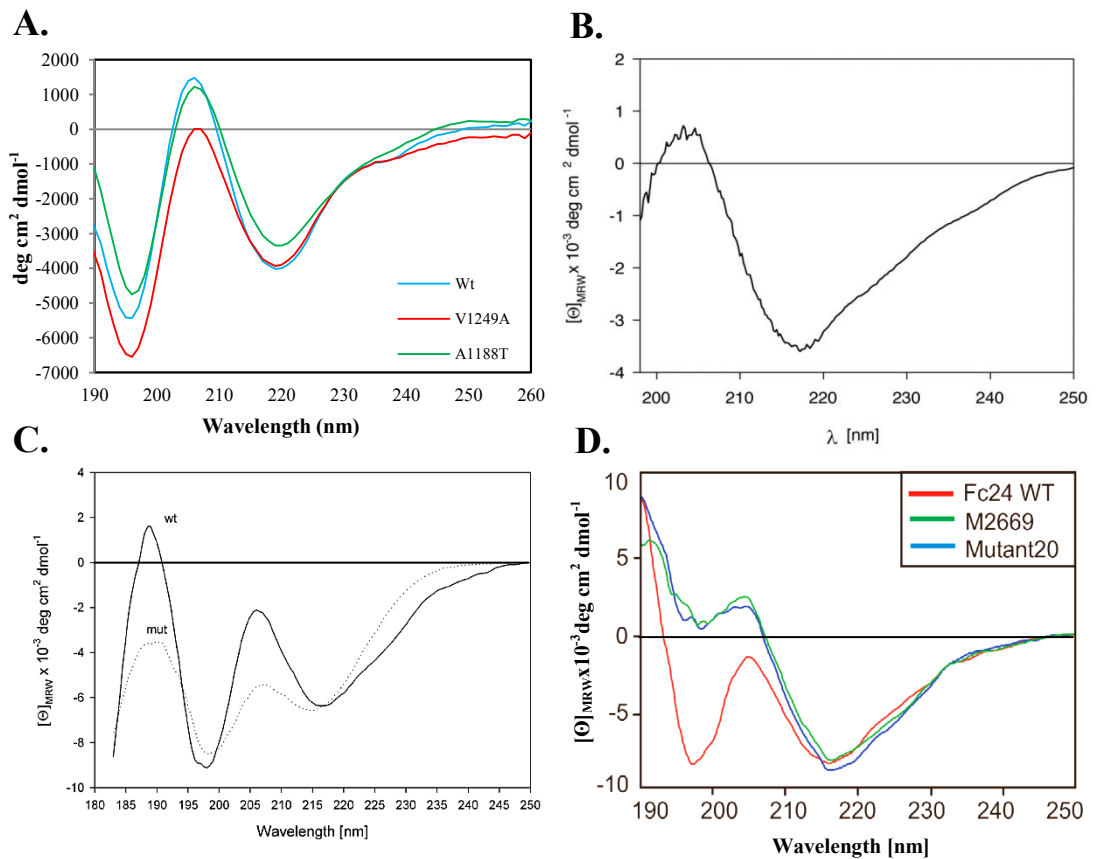 A.
deg cm² dmol⁻¹
2000
1000
0
-1000
-2000
-3000
-4000
-5000
-6000
-7000
Wt
V1249A
A1188T
190 200 210 220 230 240 250 260
Wavelength (nm)
B.
[Θ]MRW x 10⁻³ deg cm² dmol⁻¹
2
1
0
-1
-2
-3
-4
200 210 220 230 240 250
λ [nm]
C.
[Θ]MRW x 10⁻³ deg cm² dmol⁻¹
4
2
0
-2
-4
-6
-8
-10
wt
mut
180 185 190 195 200 205 210 215 220 225 230 235 240 245 250
Wavelength [nm]
D.
[Θ]MRWx10⁻³deg cm² dmol⁻¹
10
5
0
-5
-10
Fc24 WT
M2669
Mutant20
190 200 210 220 230 240 250
Wavelength [nm]